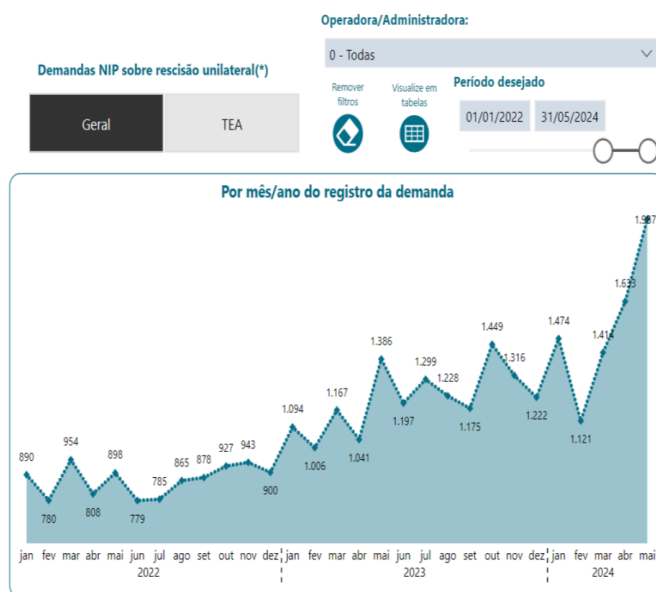 Operadora/Administradora:
0 - Todas
Demandas NIP sobre rescisão unilateral(*)
Geral
TEA
Remover
filtros
Visualize em
tabelas
Período desejado
01/01/2022
31/05/2024
Por mês/ano do registro da demanda
890
780
954
808
898
779
785
865
878
927
943
900
1.094
1.006
1.167
1.041
1.386
1.197
1.299
1.228
1.175
1.449
1.316
1.222
1.474
1.121
1.633
jan fev mar abr mai jun jul ago set out nov dez jan fev mar abr mai jun jul ago set out nov dez jan fev mar abr mai
2022 2023 2024